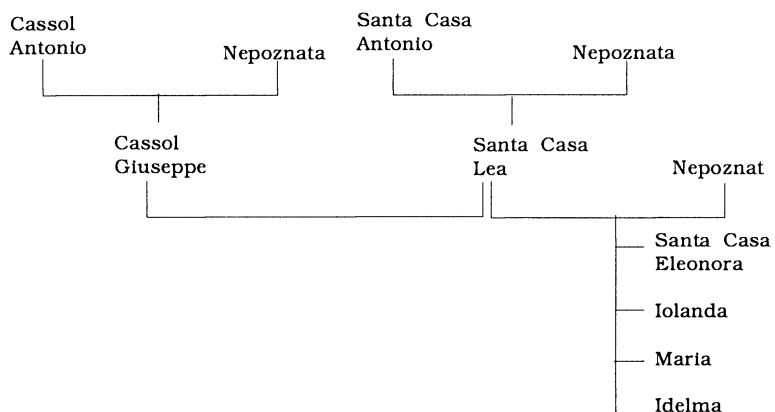 Cassol
Antonio
Nepoznata
Santa Casa
Antonio
Nepoznata
Cassol
Giuseppe
Santa Casa
Lea
Nepoznat
Santa Casa
Eleonora
Iolanda
Maria
Idelma